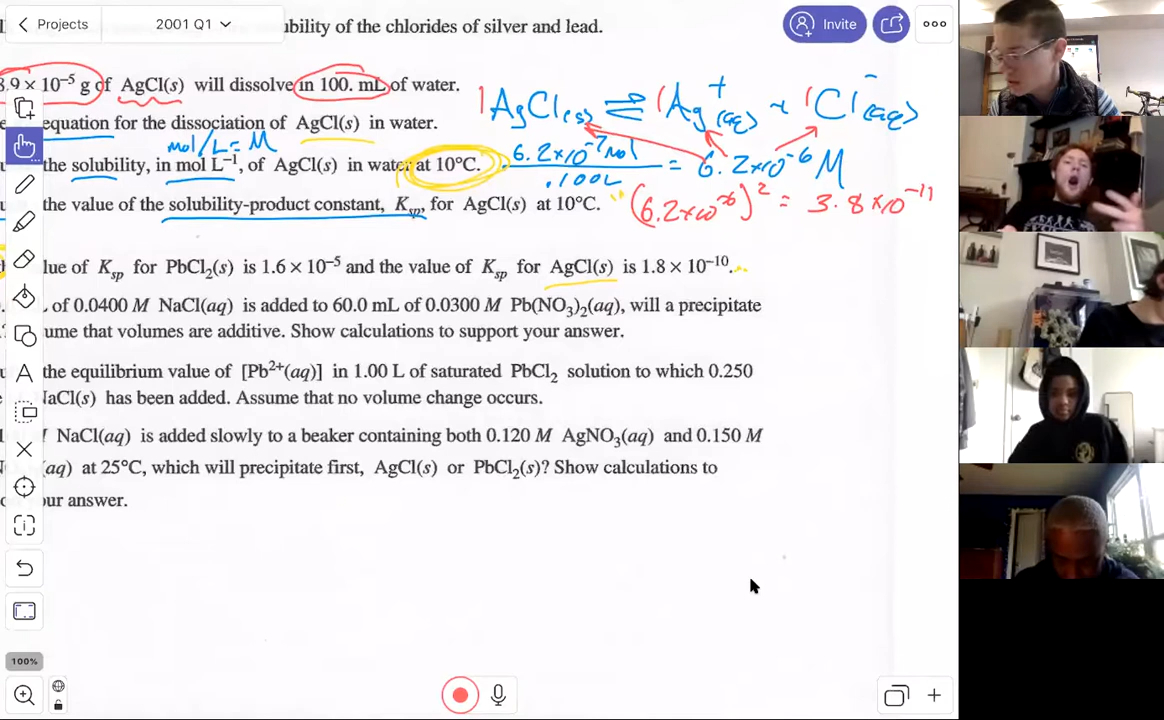 Projects
2001 Q1
Invite
bility of the chlorides of silver and lead.
8.9 × 10⁻⁵ g of AgCl(s) will dissolve in 100. mL of water.
equation for the dissociation of AgCl(s) in water.
mol/L = M
the solubility, in mol L⁻¹, of AgCl(s) in water at 10°C.
the value of the solubility-product constant, Ksp, for AgCl(s) at 10°C.
1AgCl(s) ⇌ 1Ag⁺(aq) + 1Cl⁻(aq)
6.2×10⁻⁷ mol / .100L = 6.2×10⁻⁶ M
(6.2×10⁻⁶)² = 3.8×10⁻¹¹
lue of Ksp for PbCl₂(s) is 1.6 × 10⁻⁵ and the value of Ksp for AgCl(s) is 1.8 × 10⁻¹⁰.
of 0.0400 M NaCl(aq) is added to 60.0 mL of 0.0300 M Pb(NO₃)₂(aq), will a precipitate
ume that volumes are additive. Show calculations to support your answer.
the equilibrium value of [Pb²⁺(aq)] in 1.00 L of saturated PbCl₂ solution to which 0.250
NaCl(s) has been added. Assume that no volume change occurs.
NaCl(aq) is added slowly to a beaker containing both 0.120 M AgNO₃(aq) and 0.150 M
(aq) at 25°C, which will precipitate first, AgCl(s) or PbCl₂(s)? Show calculations to
our answer.
100%